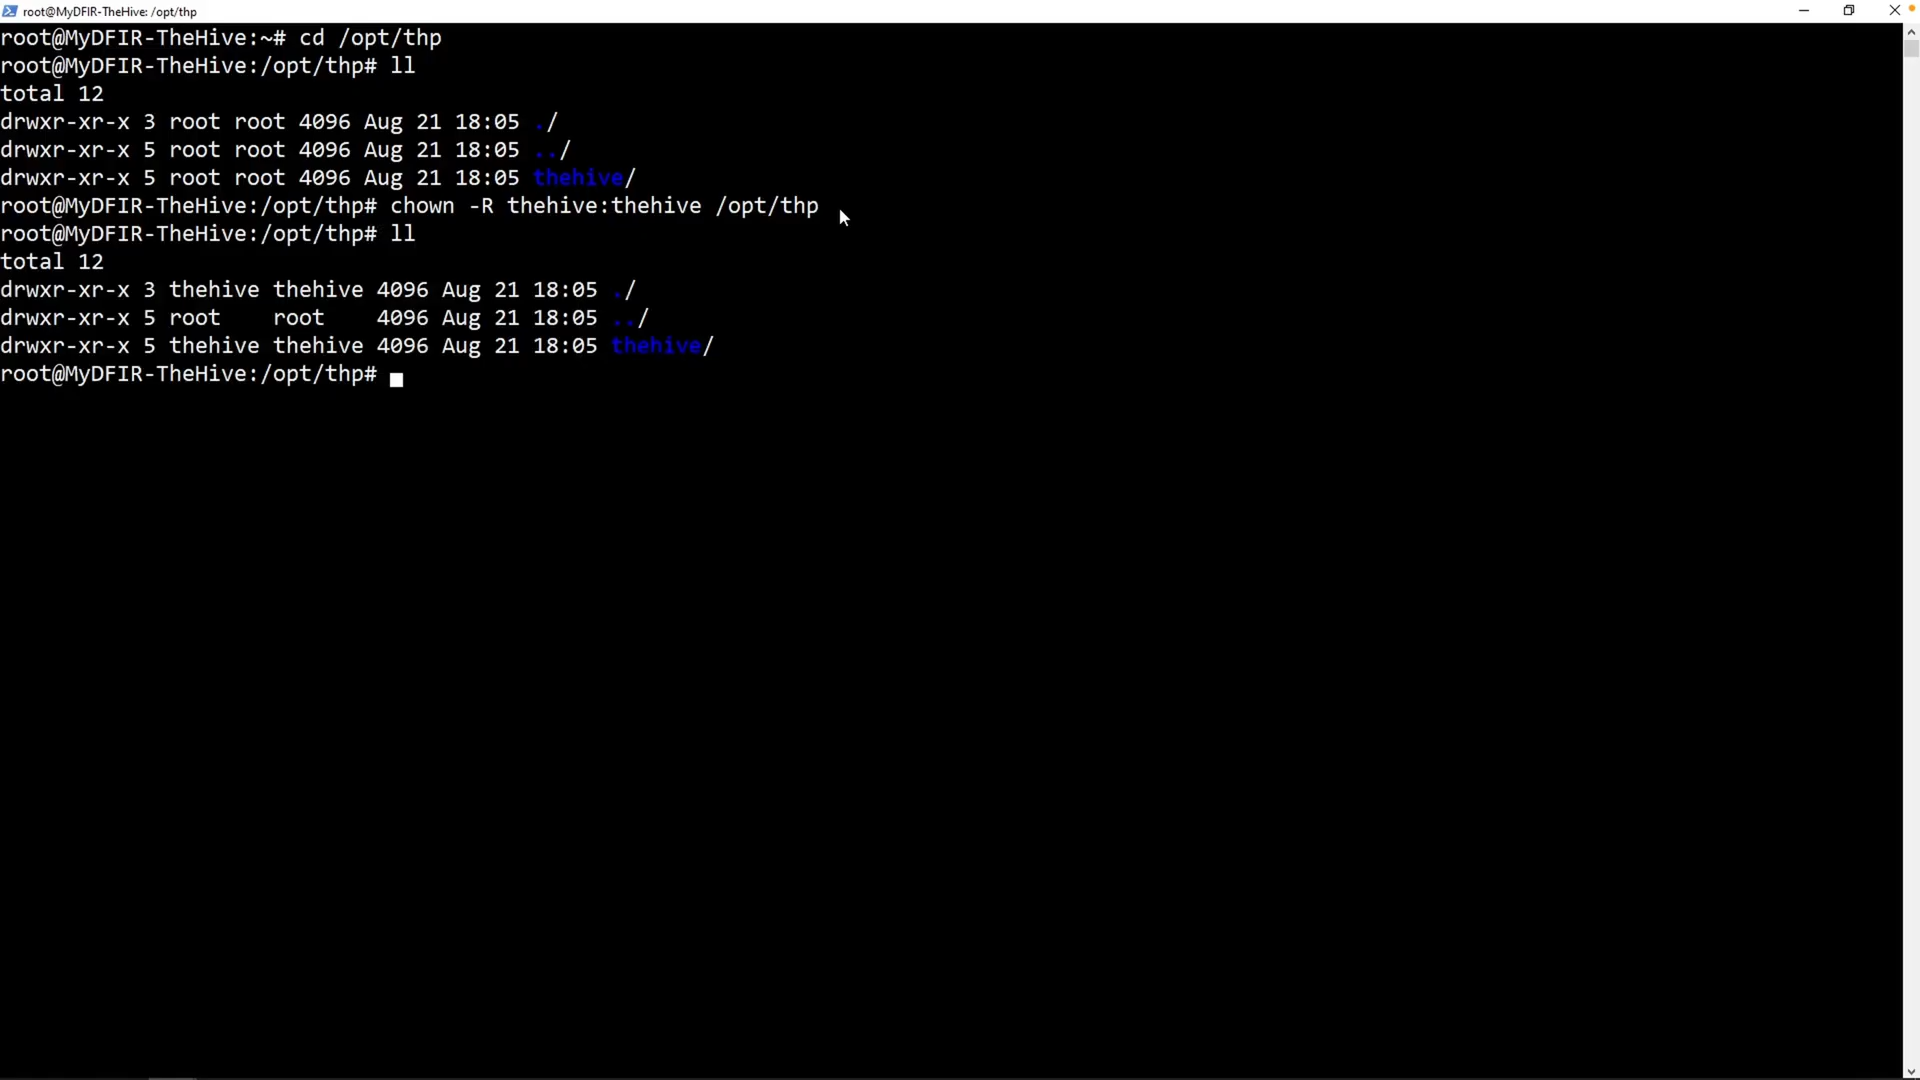 root@MyDFIR-TheHive: /opt/thp
root@MyDFIR-TheHive:~# cd /opt/thp
root@MyDFIR-TheHive:/opt/thp# ll
total 12
drwxr-xr-x 3 root root 4096 Aug 21 18:05 ./
drwxr-xr-x 5 root root 4096 Aug 21 18:05 ../
drwxr-xr-x 5 root root 4096 Aug 21 18:05 thehive/
root@MyDFIR-TheHive:/opt/thp# chown -R thehive:thehive /opt/thp
root@MyDFIR-TheHive:/opt/thp# ll
total 12
drwxr-xr-x 3 thehive thehive 4096 Aug 21 18:05 ./
drwxr-xr-x 5 root    root    4096 Aug 21 18:05 ../
drwxr-xr-x 5 thehive thehive 4096 Aug 21 18:05 thehive/
root@MyDFIR-TheHive:/opt/thp#